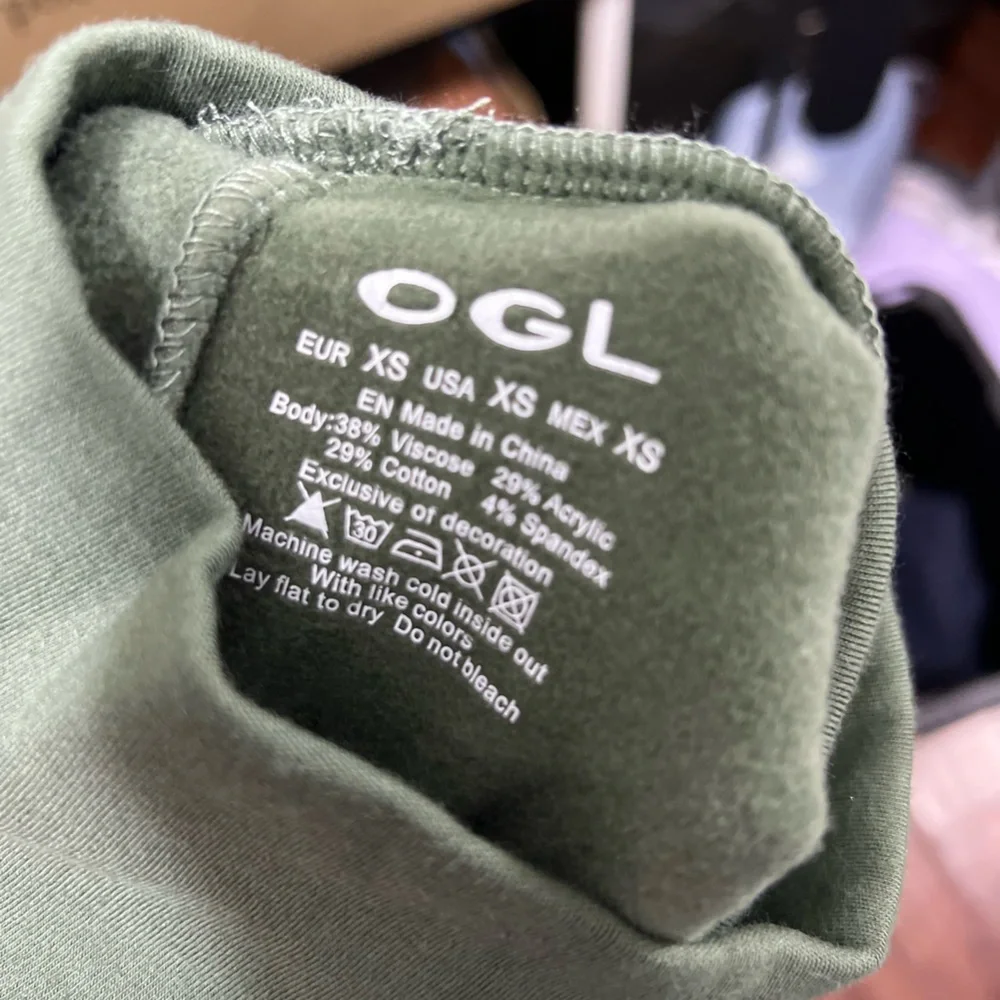 OGL
EUR XS USA XS MEX XS
EN Made in China
Body:38% Viscose 29% Acrylic
29% Cotton 4% Spandex
Exclusive of decoration
30
Machine wash cold inside out
With like colors
Lay flat to dry Do not bleach